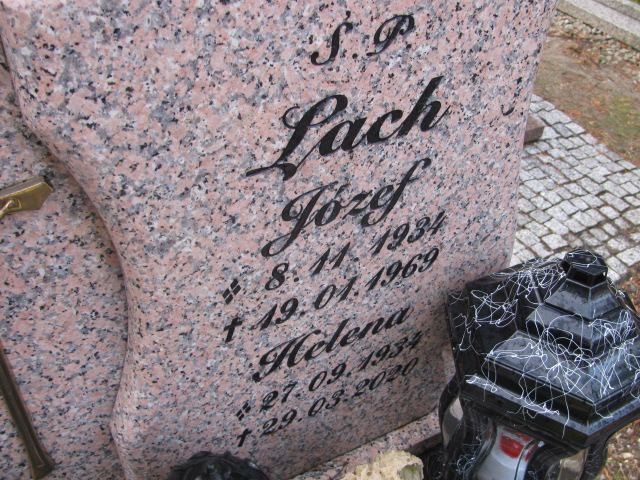 Ś. P.
Lach
Józef
8. 11. 1934
✝ 19. 01. 1969
Helena
27. 09. 1934
✝ 29. 03. 2020